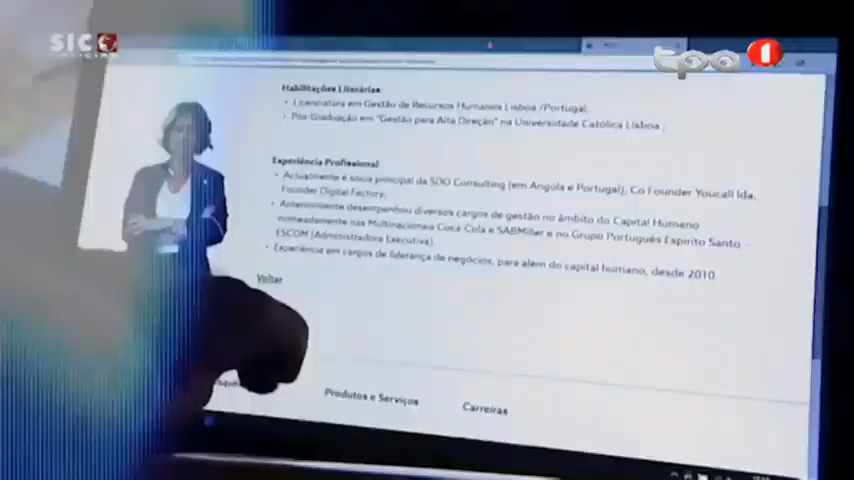 SIC
NOTÍCIAS
tpa 1
Habilitações Literárias
• Licenciatura em Gestão de Recursos Humanos Lisboa /Portugal;
• Pós-Graduação em "Gestão para Alta Direção" na Universidade Católica Lisboa ;
Experiência Profissional
• Actualmente é sócia principal da SDO Consulting (em Angola e Portugal), Co Founder Youcall lda,
Founder Digital Factory;
• Anteriormente desempenhou diversos cargos de gestão no âmbito do Capital Humano
nomeadamente nas Multinacionais Coca-Cola e SABMiller e no Grupo Português Espirito Santo -
ESCOM (Administradora Executiva)
• Experiência em cargos de liderança de negócios, para alem do capital humano, desde 2010
Voltar
Produtos e Serviços
Carreiras